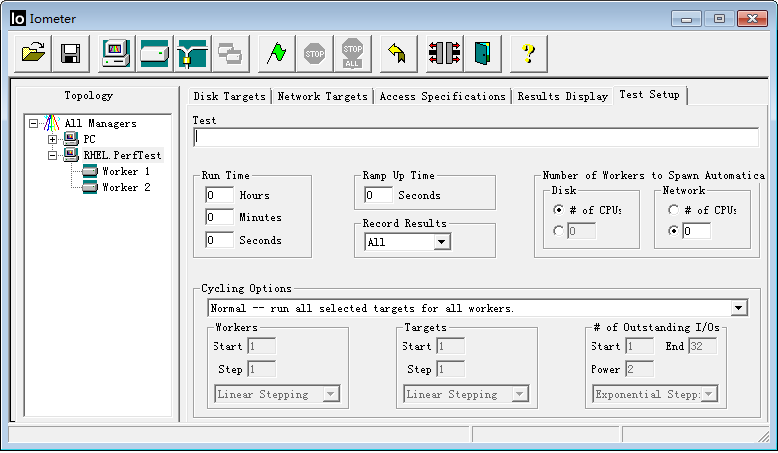 Io Iometer
STOP
STOP
ALL
?
Topology
All Managers
PC
RHEL.PerfTest
Worker 1
Worker 2
Disk Targets
Network Targets
Access Specifications
Results Display
Test Setup
Test
Run Time
0 Hours
0 Minutes
0 Seconds
Ramp Up Time
0 Seconds
Record Results
All
Number of Workers to Spawn Automatica
Disk
# of CPUs
0
Network
# of CPUs
0
Cycling Options
Normal -- run all selected targets for all workers.
Workers
Start 1
Step 1
Linear Stepping
Targets
Start 1
Step 1
Linear Stepping
# of Outstanding I/Os
Start 1 End 32
Power 2
Exponential Steppi